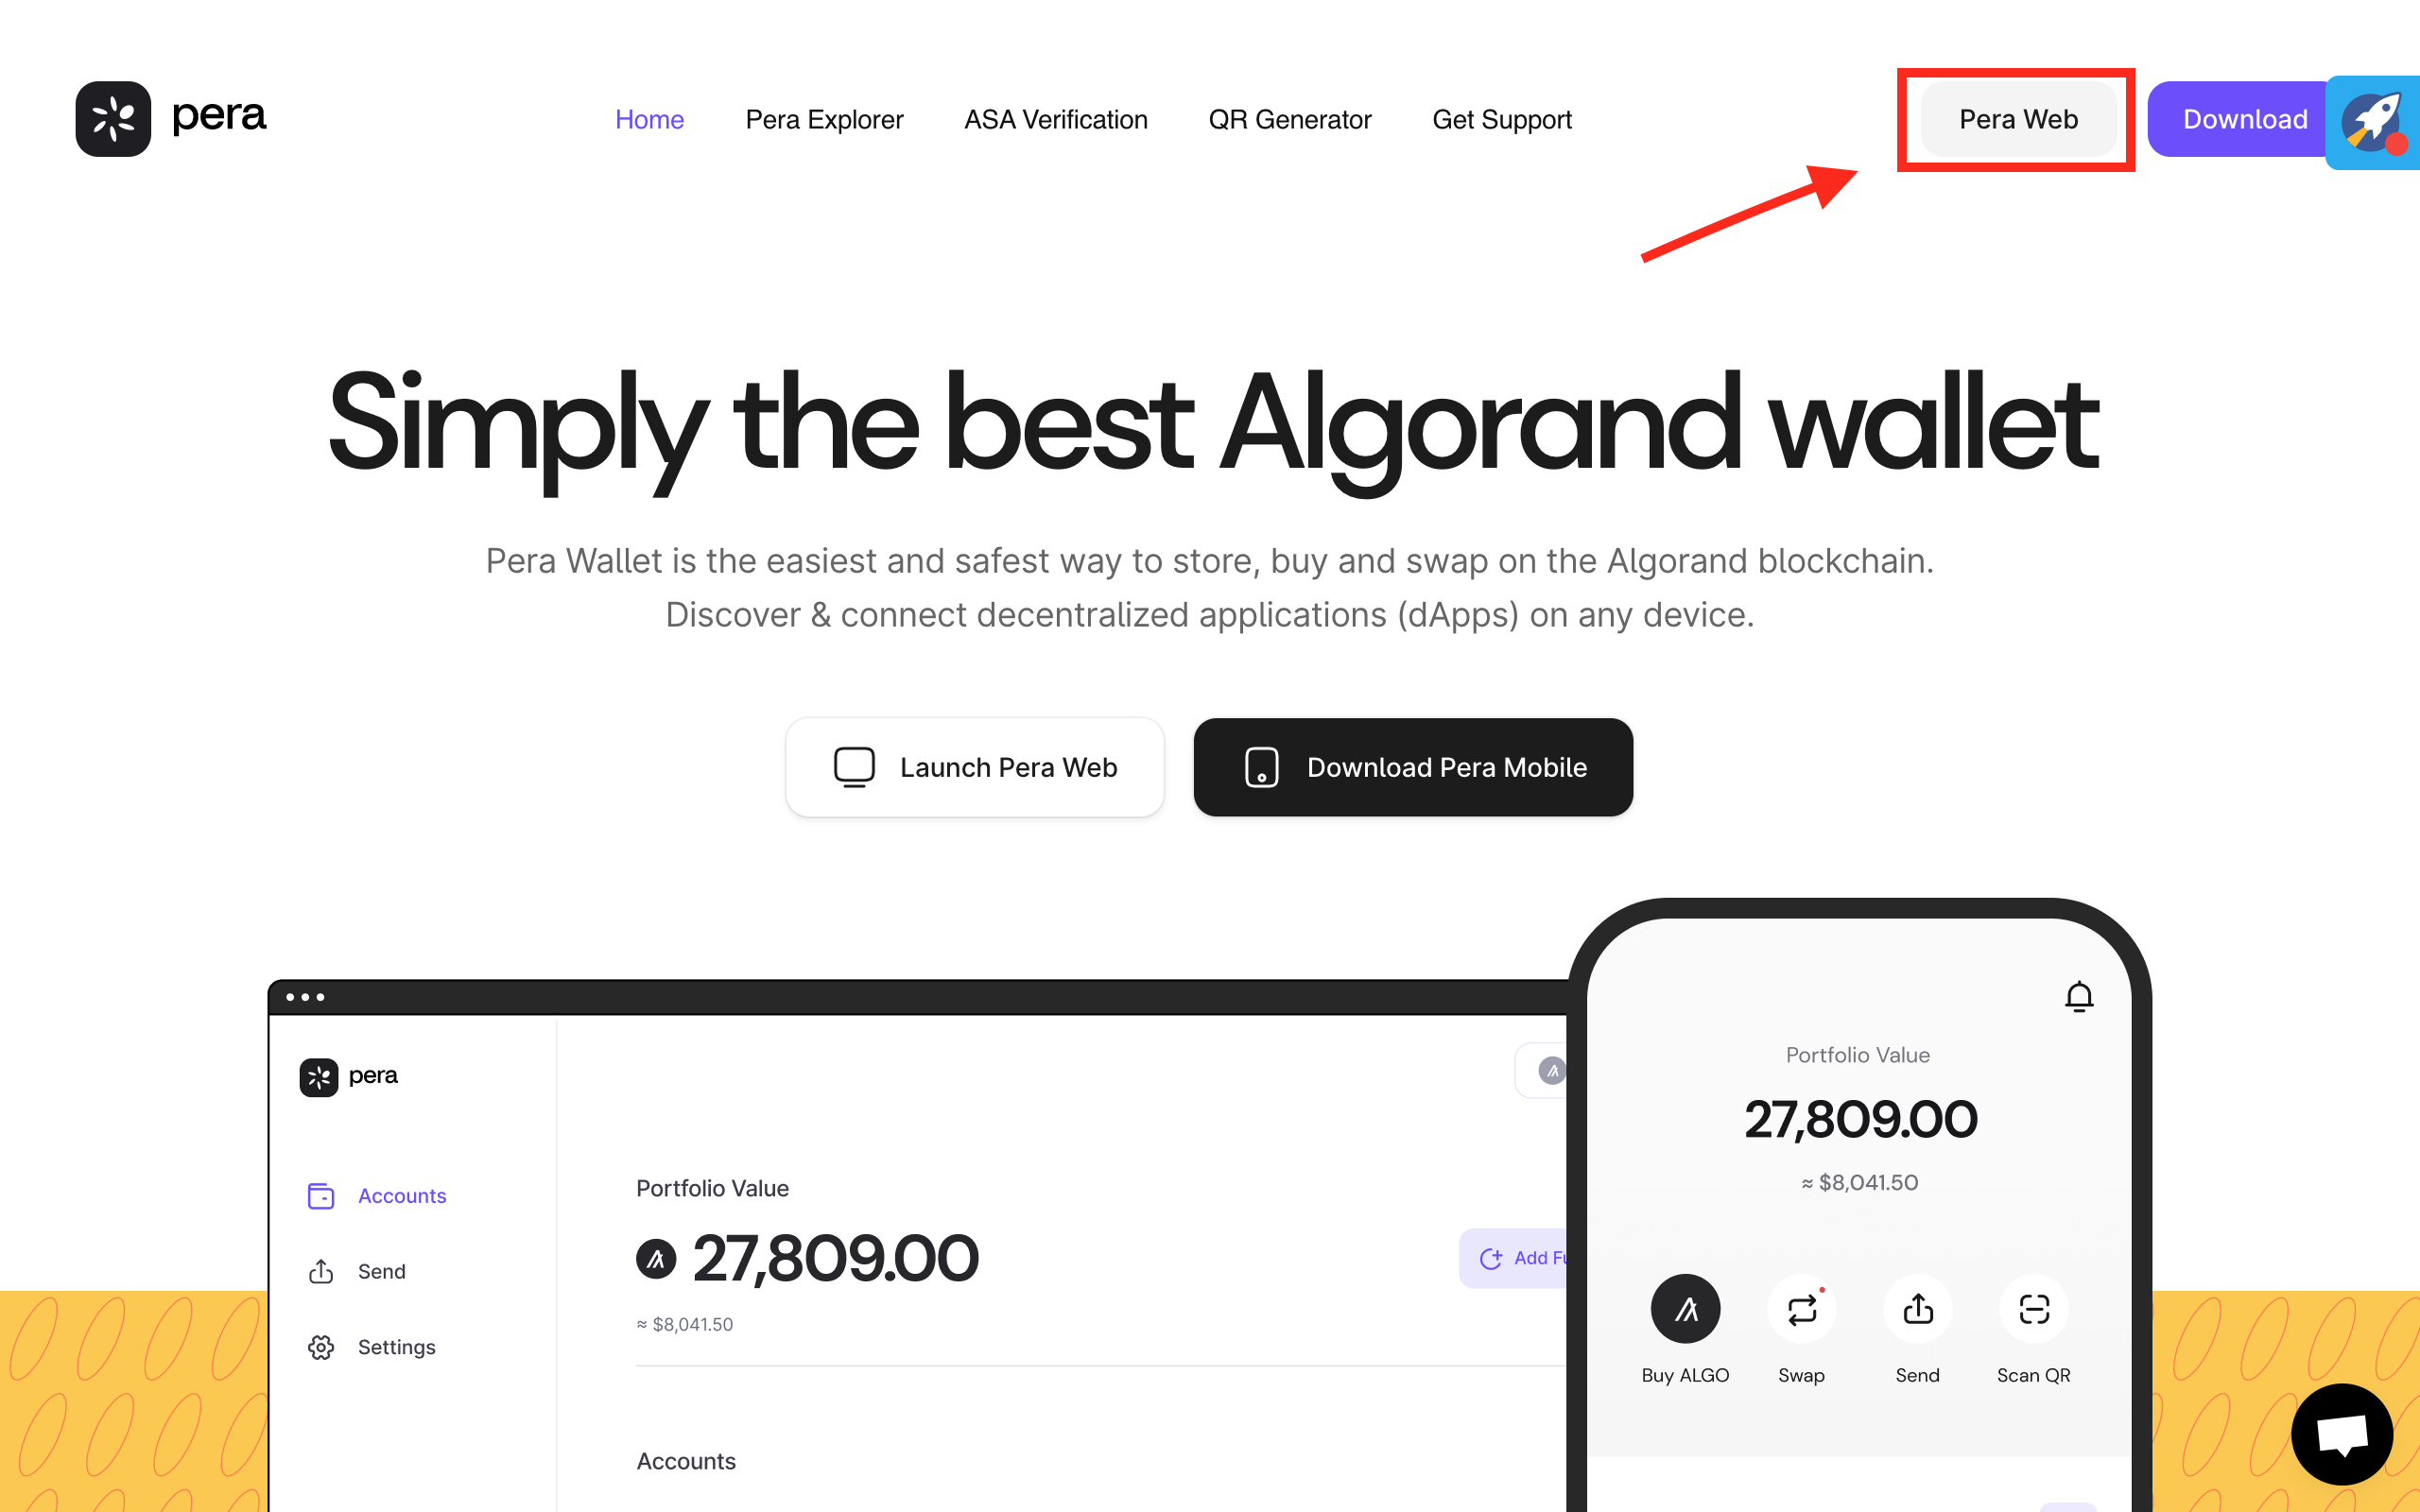 pera
Home
Pera Explorer
ASA Verification
QR Generator
Get Support
Pera Web
Download
Simply the best Algorand wallet
Pera Wallet is the easiest and safest way to store, buy and swap on the Algorand blockchain.
Discover & connect decentralized applications (dApps) on any device.
Launch Pera Web
Download Pera Mobile
pera
Accounts
Send
Settings
Portfolio Value
27,809.00
≈ $8,041.50
Add Fu
Accounts
Portfolio Value
27,809.00
≈ $8,041.50
Buy ALGO
Swap
Send
Scan QR